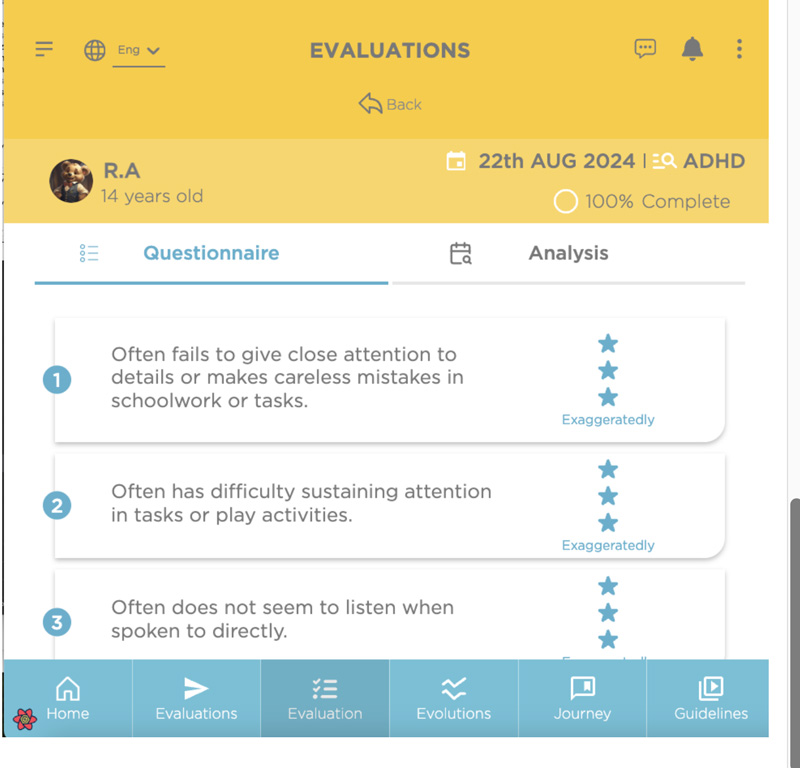 Eng
EVALUATIONS
Back
R.A
14 years old
22th AUG 2024 | ADHD
100% Complete
Questionnaire
Analysis
1
Often fails to give close attention to
details or makes careless mistakes in
schoolwork or tasks.
Exaggeratedly
2
Often has difficulty sustaining attention
in tasks or play activities.
Exaggeratedly
3
Often does not seem to listen when
spoken to directly.
Home
Evaluations
Evaluation
Evolutions
Journey
Guidelines